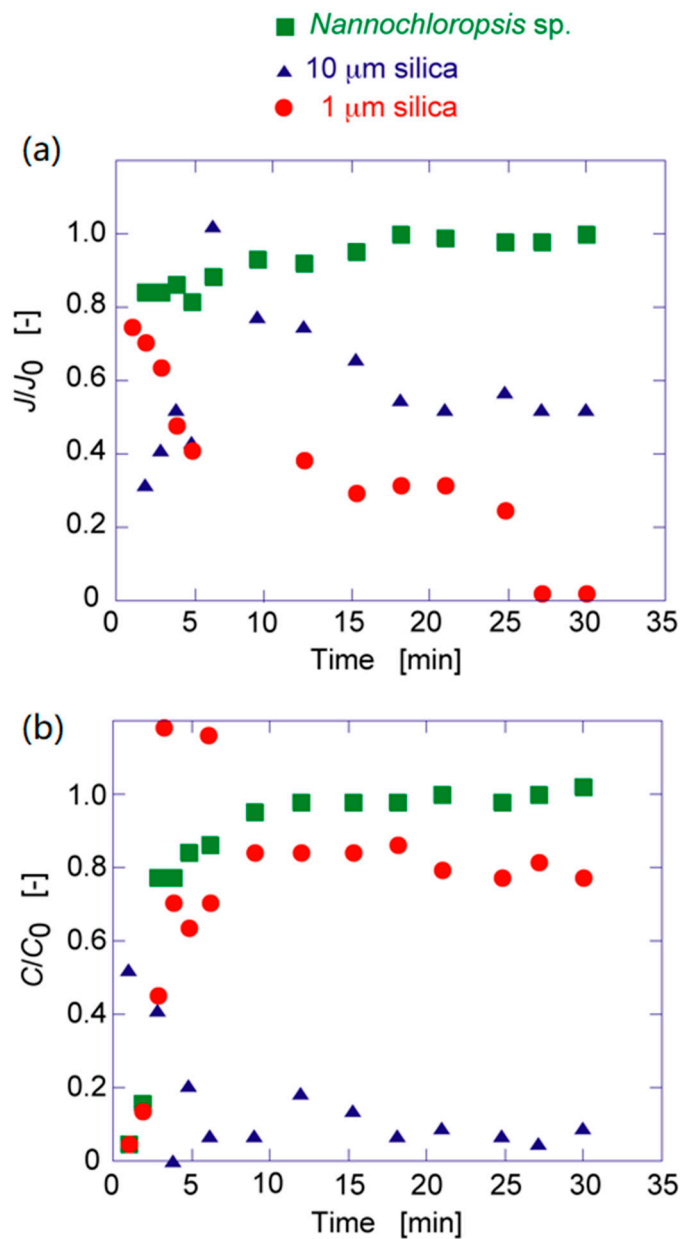 Nannochloropsis sp.
10 μm silica
1 μm silica
(a)
1.0
0.8
0.6
0.4
0.2
0
J/J0 [-]
0 5 10 15 20 25 30 35
Time [min]
(b)
1.0
0.8
0.6
0.4
0.2
0
C/C0 [-]
0 5 10 15 20 25 30 35
Time [min]